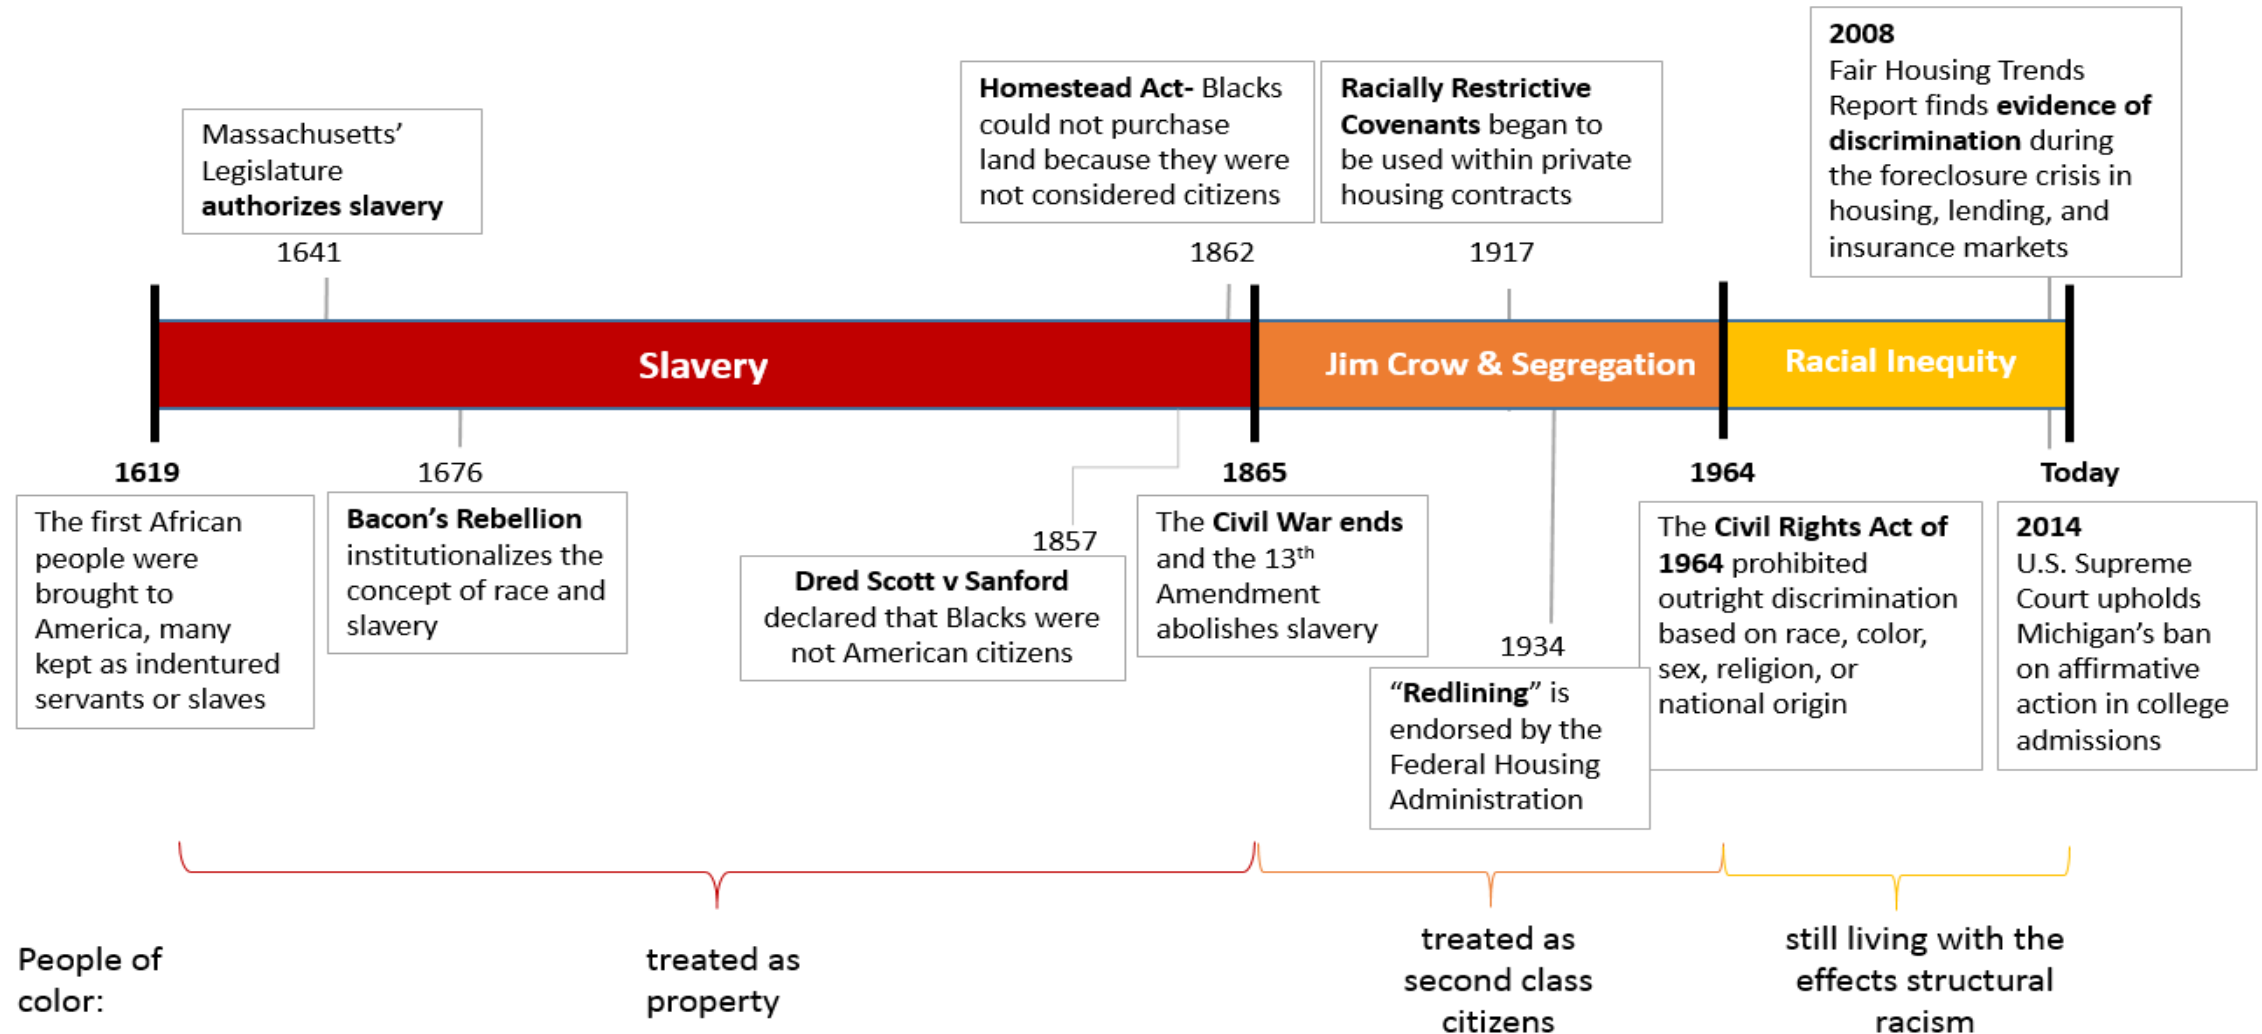 Massachusetts’
Legislature
authorizes slavery
1641
Homestead Act- Blacks
could not purchase
land because they were
not considered citizens
1862
Racially Restrictive
Covenants began to
be used within private
housing contracts
1917
2008
Fair Housing Trends
Report finds evidence of
discrimination during
the foreclosure crisis in
housing, lending, and
insurance markets
Slavery
Jim Crow & Segregation
Racial Inequity
1619
The first African
people were
brought to
America, many
kept as indentured
servants or slaves
1676
Bacon’s Rebellion
institutionalizes the
concept of race and
slavery
1857
Dred Scott v Sanford
declared that Blacks were
not American citizens
1865
The Civil War ends
and the 13th
Amendment
abolishes slavery
1934
“Redlining” is
endorsed by the
Federal Housing
Administration
1964
The Civil Rights Act of
1964 prohibited
outright discrimination
based on race, color,
sex, religion, or
national origin
Today
2014
U.S. Supreme
Court upholds
Michigan’s ban
on affirmative
action in college
admissions
People of
color:
treated as
property
treated as
second class
citizens
still living with the
effects structural
racism